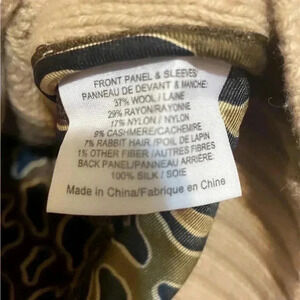 FRONT PANEL & SLEEVES
PANNEAU DE DEVANT & MANCHE:
37% WOOL / LAINE
29% RAYON/RAYONNE
17% NYLON / NYLON
9% CASHMERE/CACHEMIRE
7% RABBIT HAIR /POIL DE LAPIN
1% OTHER FIBER /AUTRES FIBRES
BACK PANEL/PANNEAU ARRIÈRE:
100% SILK / SOIE
Made in China/Fabrique en Chine